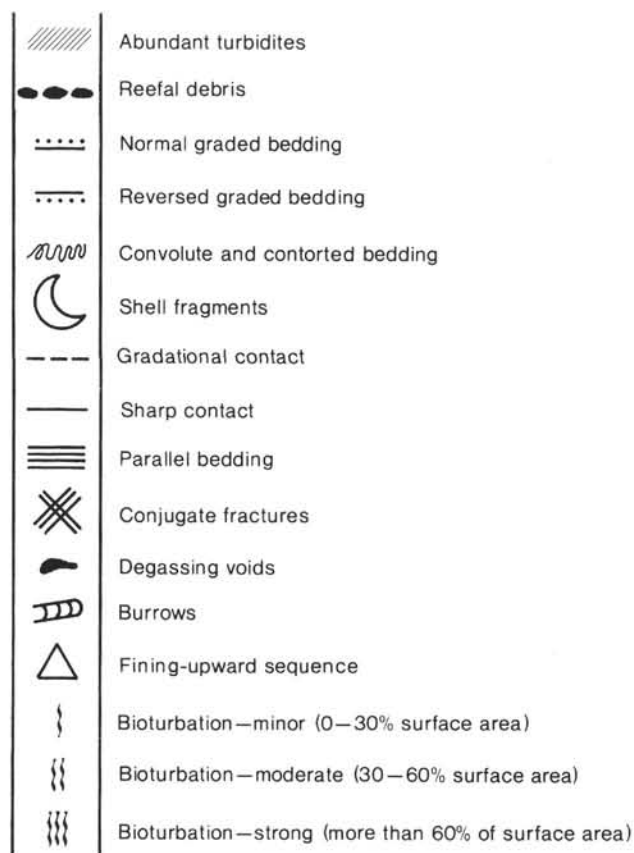 Abundant turbidites
Reefal debris
Normal graded bedding
Reversed graded bedding
Convolute and contorted bedding
Shell fragments
Gradational contact
Sharp contact
Parallel bedding
Conjugate fractures
Degassing voids
Burrows
Fining-upward sequence
Bioturbation—minor (0—30% surface area)
Bioturbation—moderate (30—60% surface area)
Bioturbation—strong (more than 60% of surface area)